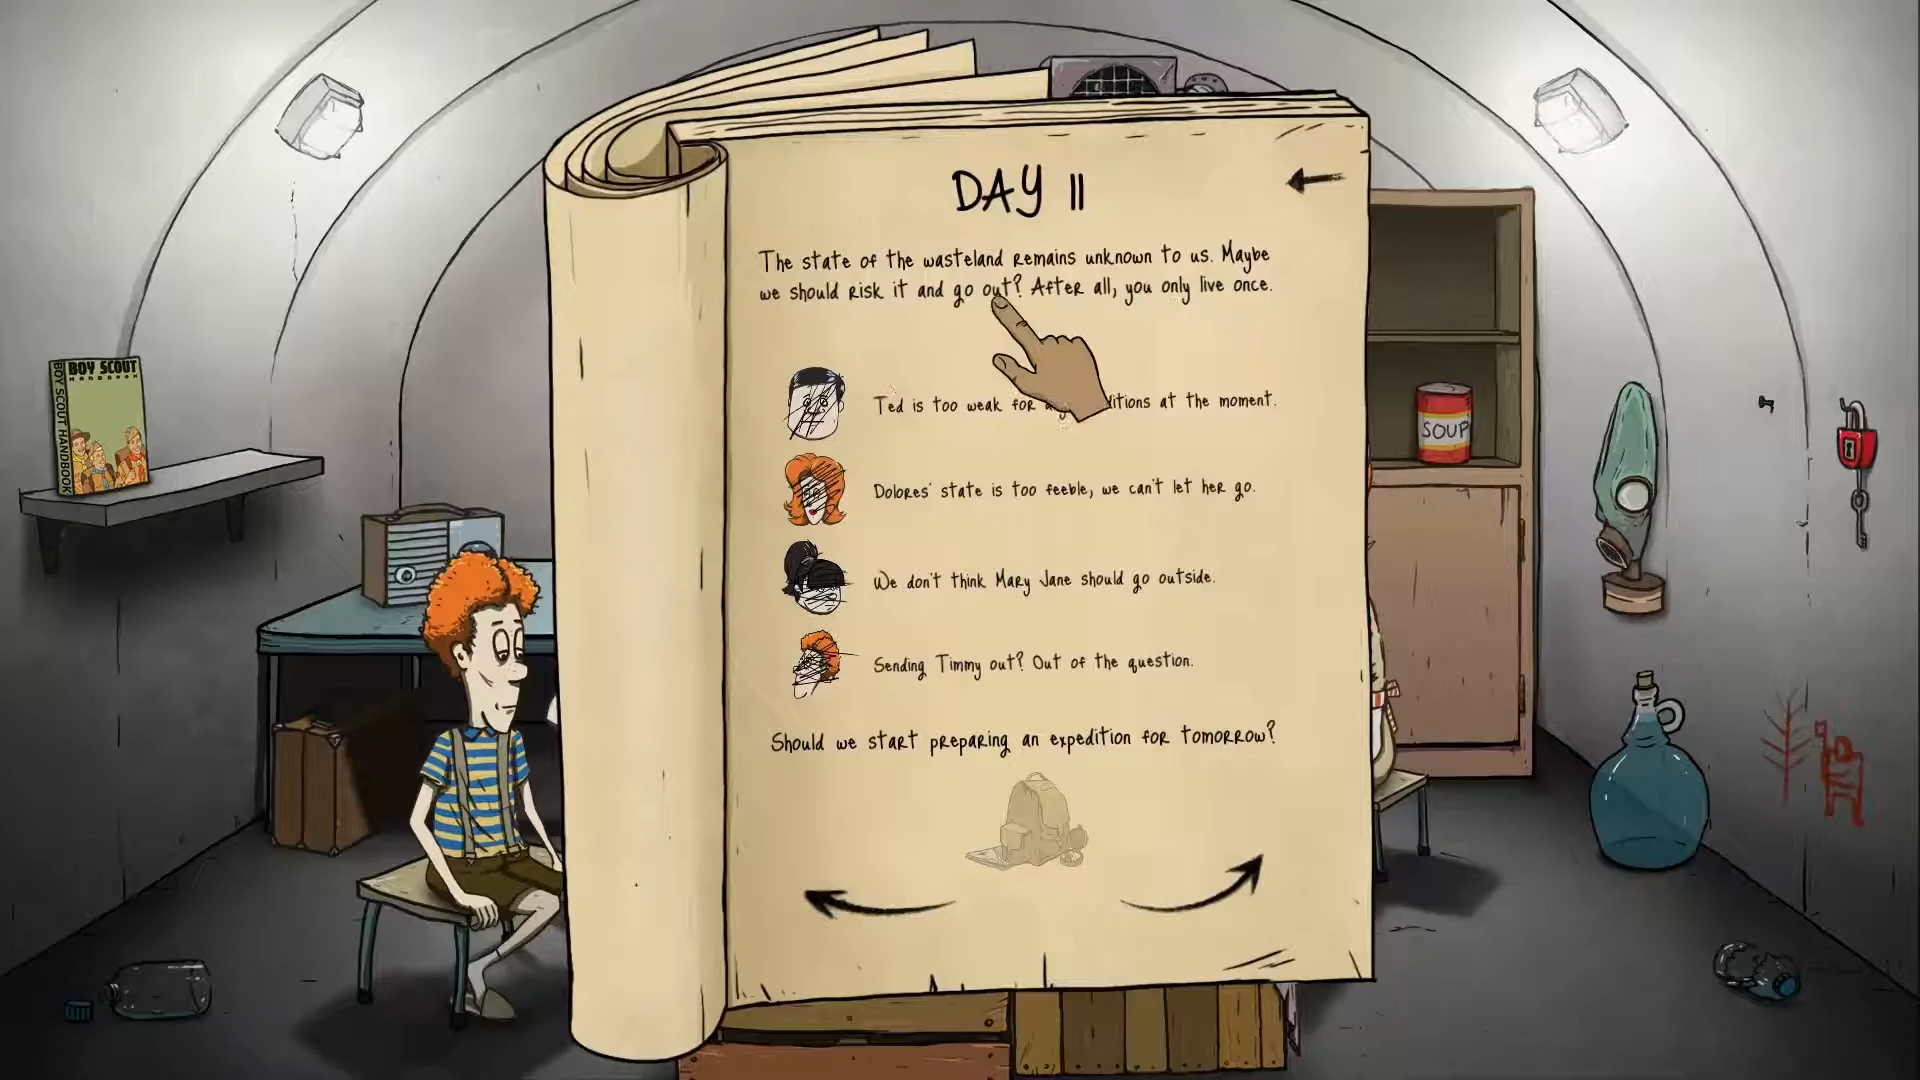 DAY 11
The state of the wasteland remains unknown to us. Maybe
we should risk it and go out? After all, you only live once.
Ted is too weak for any ditions at the moment.
Dolores' state is too feeble, we can't let her go.
We don't think Mary Jane should go outside.
Sending Timmy out? Out of the question.
Should we start preparing an expedition for tomorrow?
BOY SCOUT
HANDBOOK
BOY SCOUT HANDBOOK
SOUP